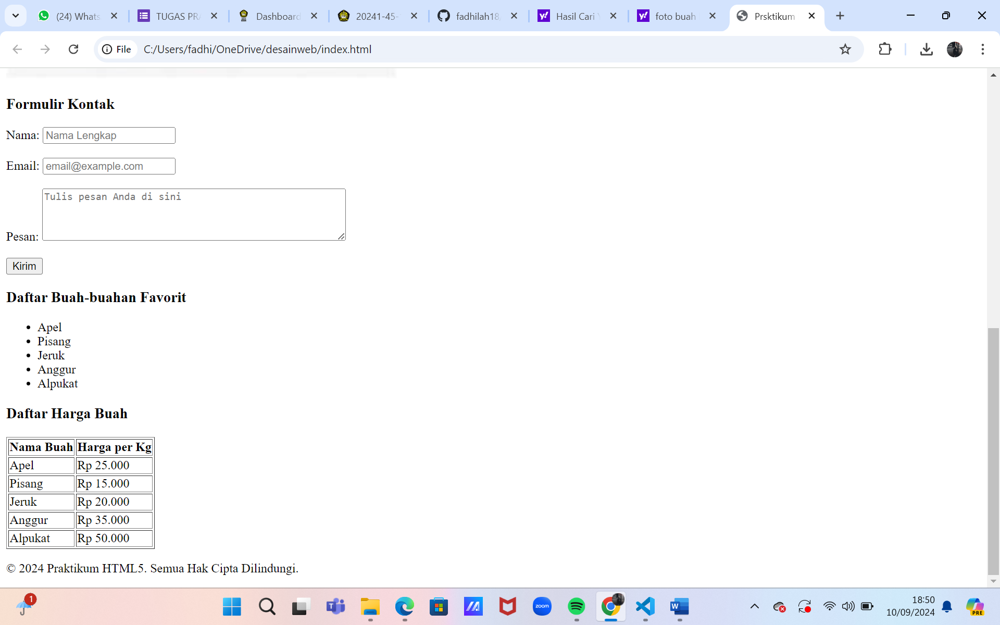 (24) Whats
TUGAS PRA
Dashboard
20241-45-
fadhilah18
Hasil Cari
foto buah
Prsktikum
File C:/Users/fadhi/OneDrive/desainweb/index.html
Formulir Kontak
Nama: Nama Lengkap
Email: email@example.com
Tulis pesan Anda di sini
Pesan:
Kirim
Daftar Buah-buahan Favorit
• Apel
• Pisang
• Jeruk
• Anggur
• Alpukat
Daftar Harga Buah
Nama Buah Harga per Kg
Apel Rp 25.000
Pisang Rp 15.000
Jeruk Rp 20.000
Anggur Rp 35.000
Alpukat Rp 50.000
© 2024 Praktikum HTML5. Semua Hak Cipta Dilindungi.
1
zoom
18:50
10/09/2024
PRE